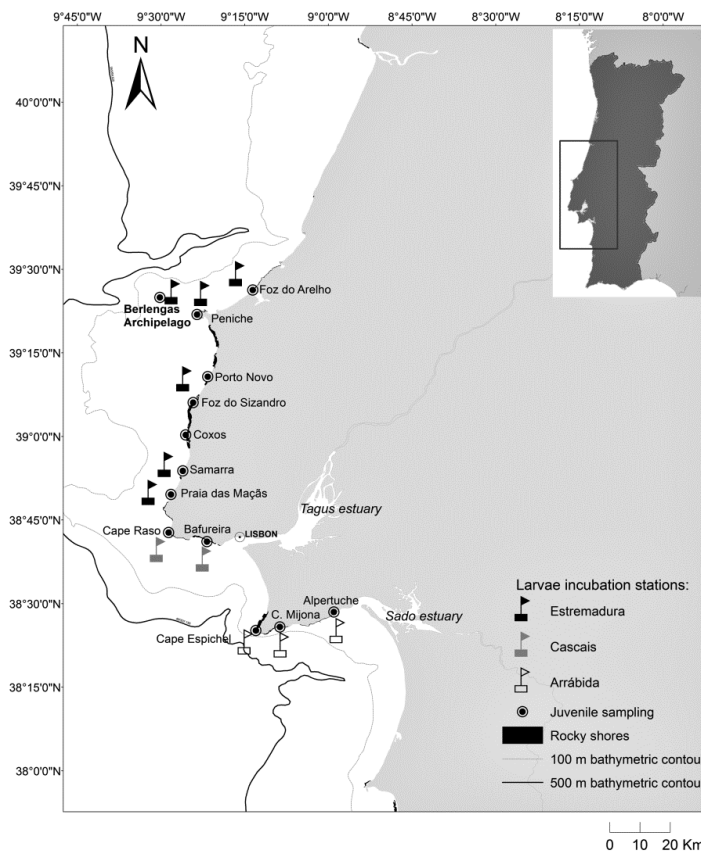 9°45'0"W 9°30'0"W 9°15'0"W 9°0'0"W 8°45'0"W 8°30'0"W 8°15'0"W 8°0'0"W
N
40°0'0"N
39°45'0"N
39°30'0"N
39°15'0"N
39°0'0"N
38°45'0"N
38°30'0"N
38°15'0"N
38°0'0"N
Foz do Arelho
Berlengas
Archipelago
Peniche
Porto Novo
Foz do Sizandro
Coxos
Samarra
Praia das Maçãs
Tagus estuary
Cape Raso
Bafureira
LISBON
Alpertuche
C. Mijona
Sado estuary
Cape Espichel
Larvae incubation stations:
Estremadura
Cascais
Arrábida
Juvenile sampling
Rocky shores
100 m bathymetric contou
500 m bathymetric contou
0 10 20 Km